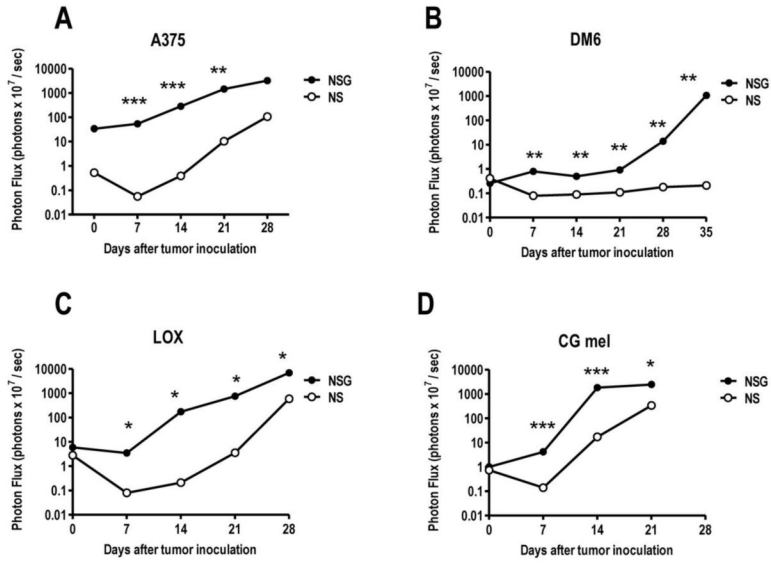 A
A375
Photon Flux (photons x 10^7 / sec)
10000
1000
100
10
1
0.1
0.01
***
***
**
NSG
NS
0 7 14 21 28
Days after tumor inoculation
B
DM6
Photon Flux (photons x 10^7 / sec)
10000
1000
100
10
1
0.1
0.01
**
**
**
**
**
NSG
NS
0 7 14 21 28 35
Days after tumor inoculation
C
LOX
Photon Flux (photons x 10^7 / sec)
10000
1000
100
10
1
0.1
0.01
*
*
*
*
NSG
NS
0 7 14 21 28
Days after tumor inoculation
D
CG mel
Photon Flux (photons x 10^7 / sec)
10000
1000
100
10
1
0.1
0.01
***
***
*
NSG
NS
0 7 14 21 28
Days after tumor inoculation